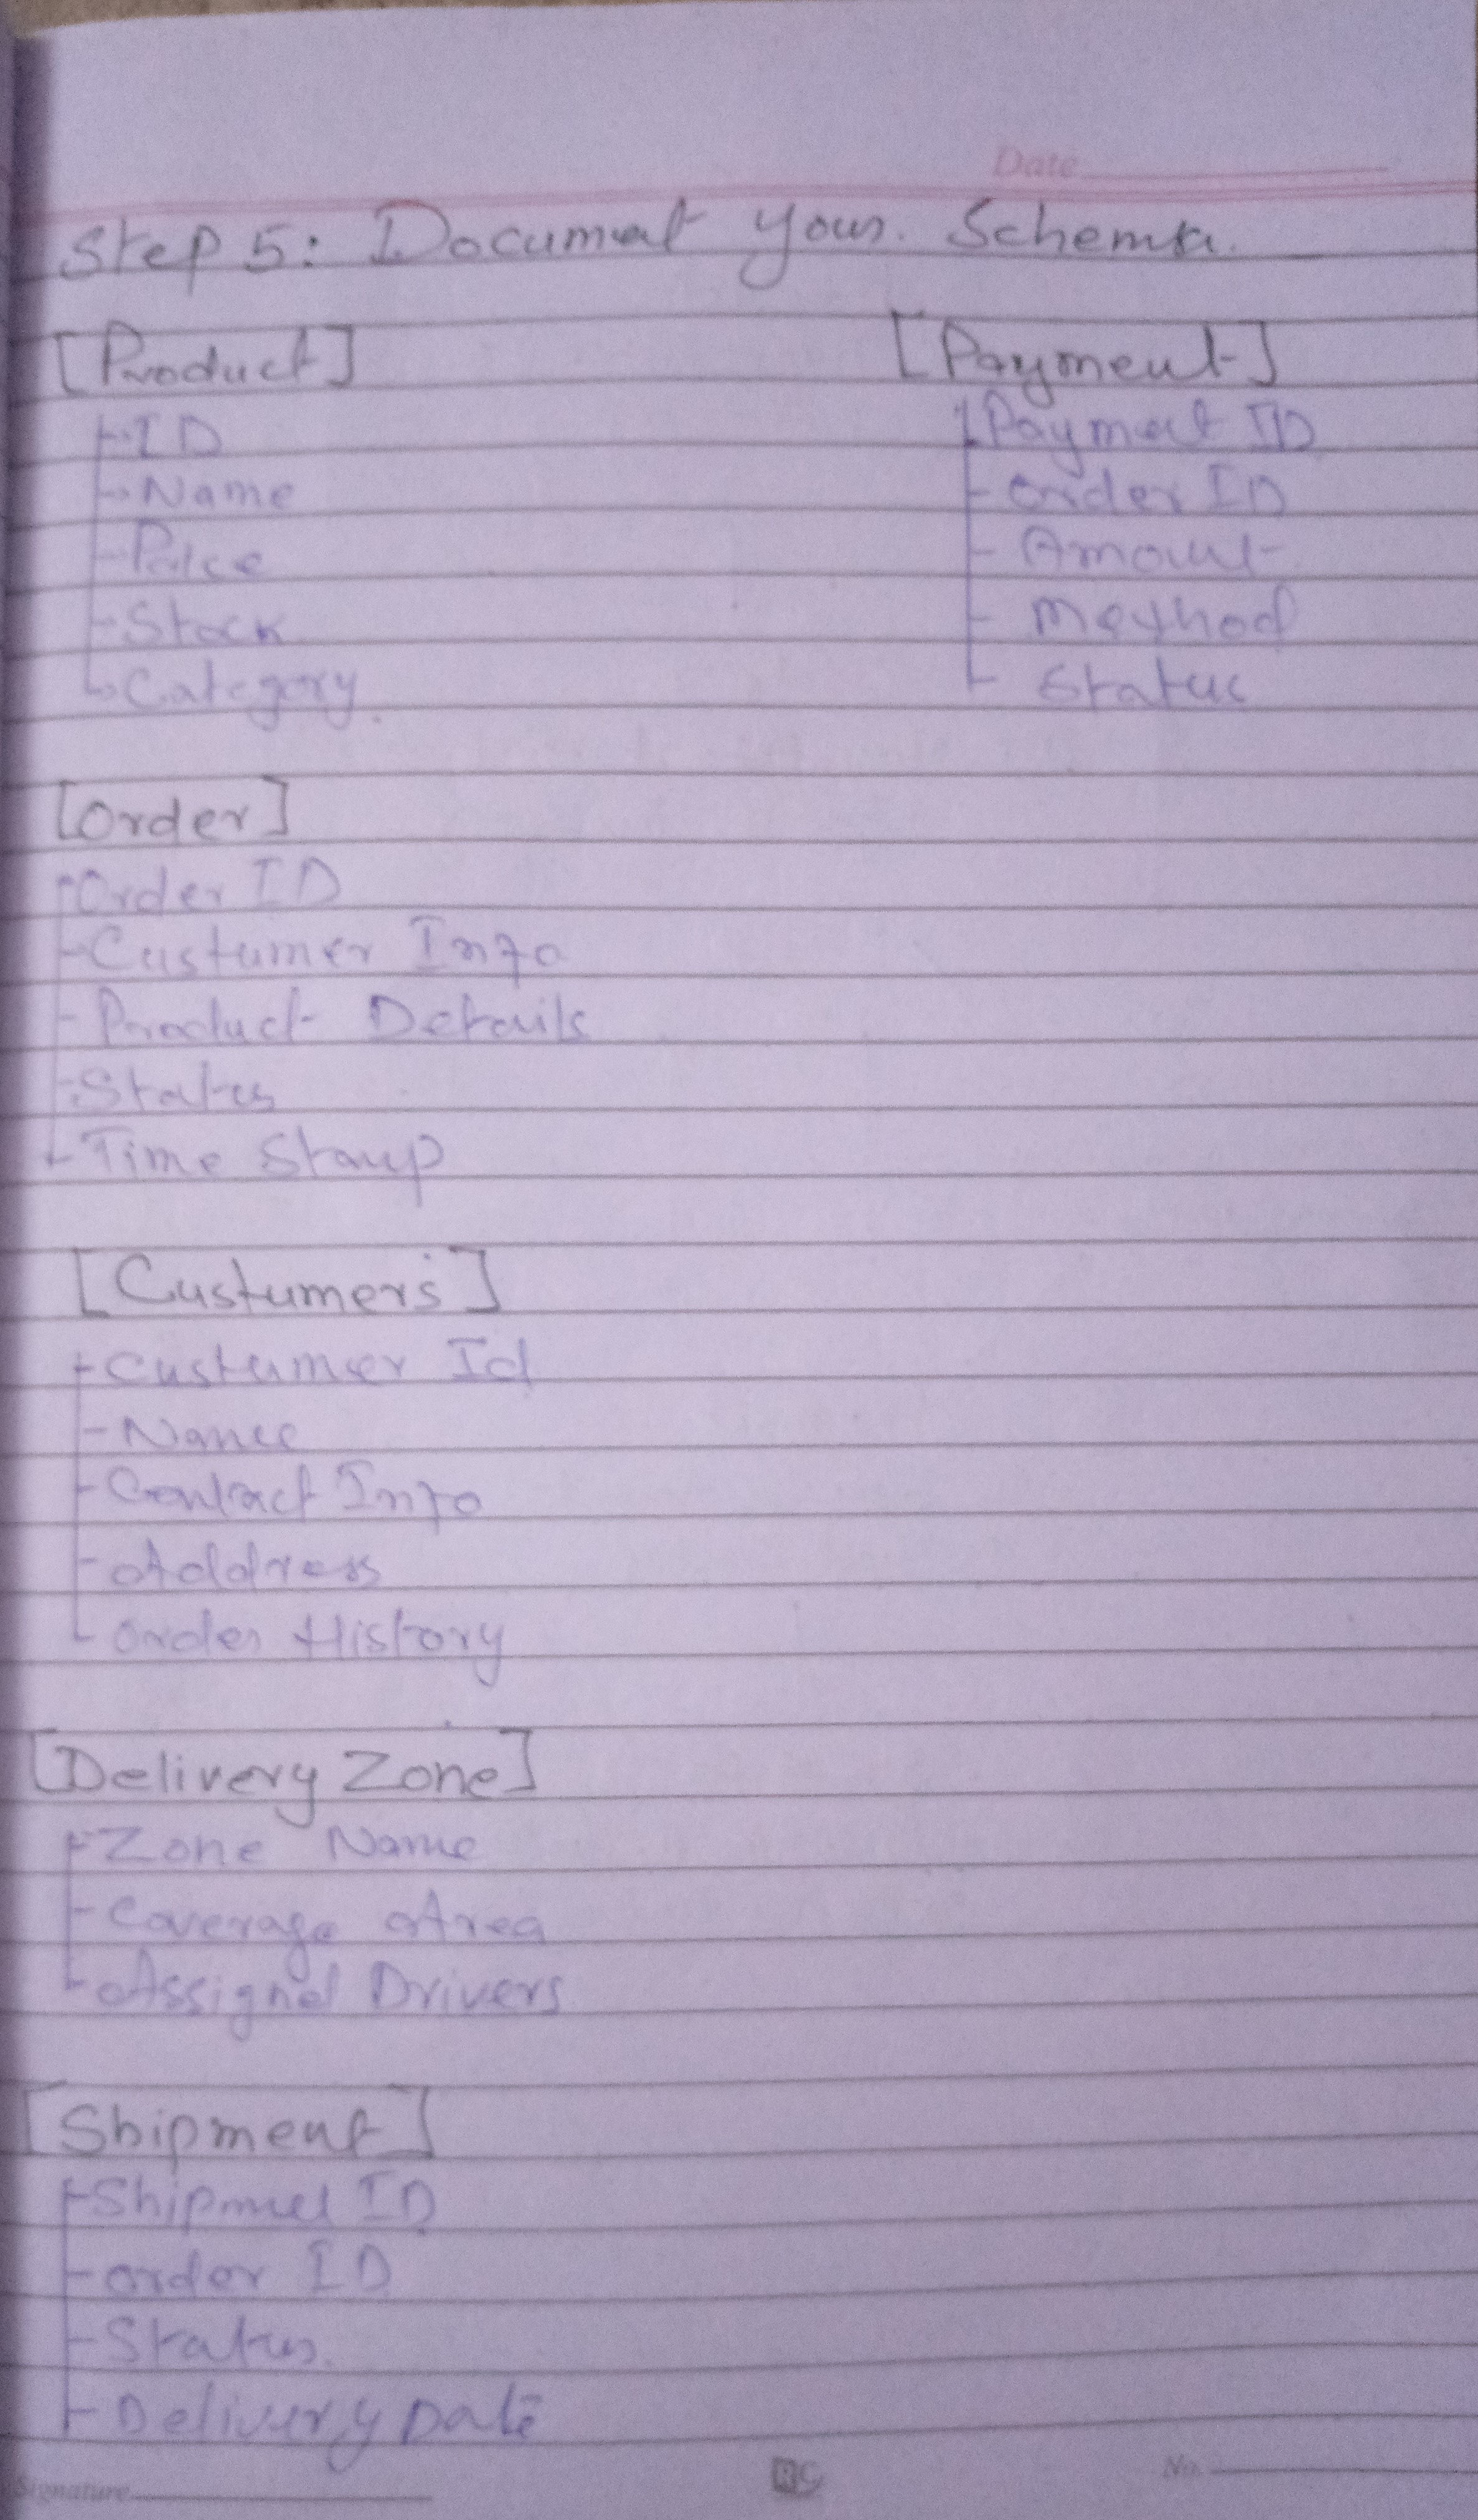 Date
Step 5: Document your Schema.
[Product]
ID
Name
Price
Stock
Category.
[Payment]
Payment ID
Order ID
Amount
Meythod
Status
[Order]
Order ID
Custumer Info
Product Details
Status
Time Stamp
[Custumers]
Custumer Id
Name
Contact Info
Address
Order History
[Delivery Zone]
Zone Name
Coverage Area
Assigned Drivers
[Shipment]
Shipment ID
order ID
Status.
Delivery Date
Signature
RC
No.